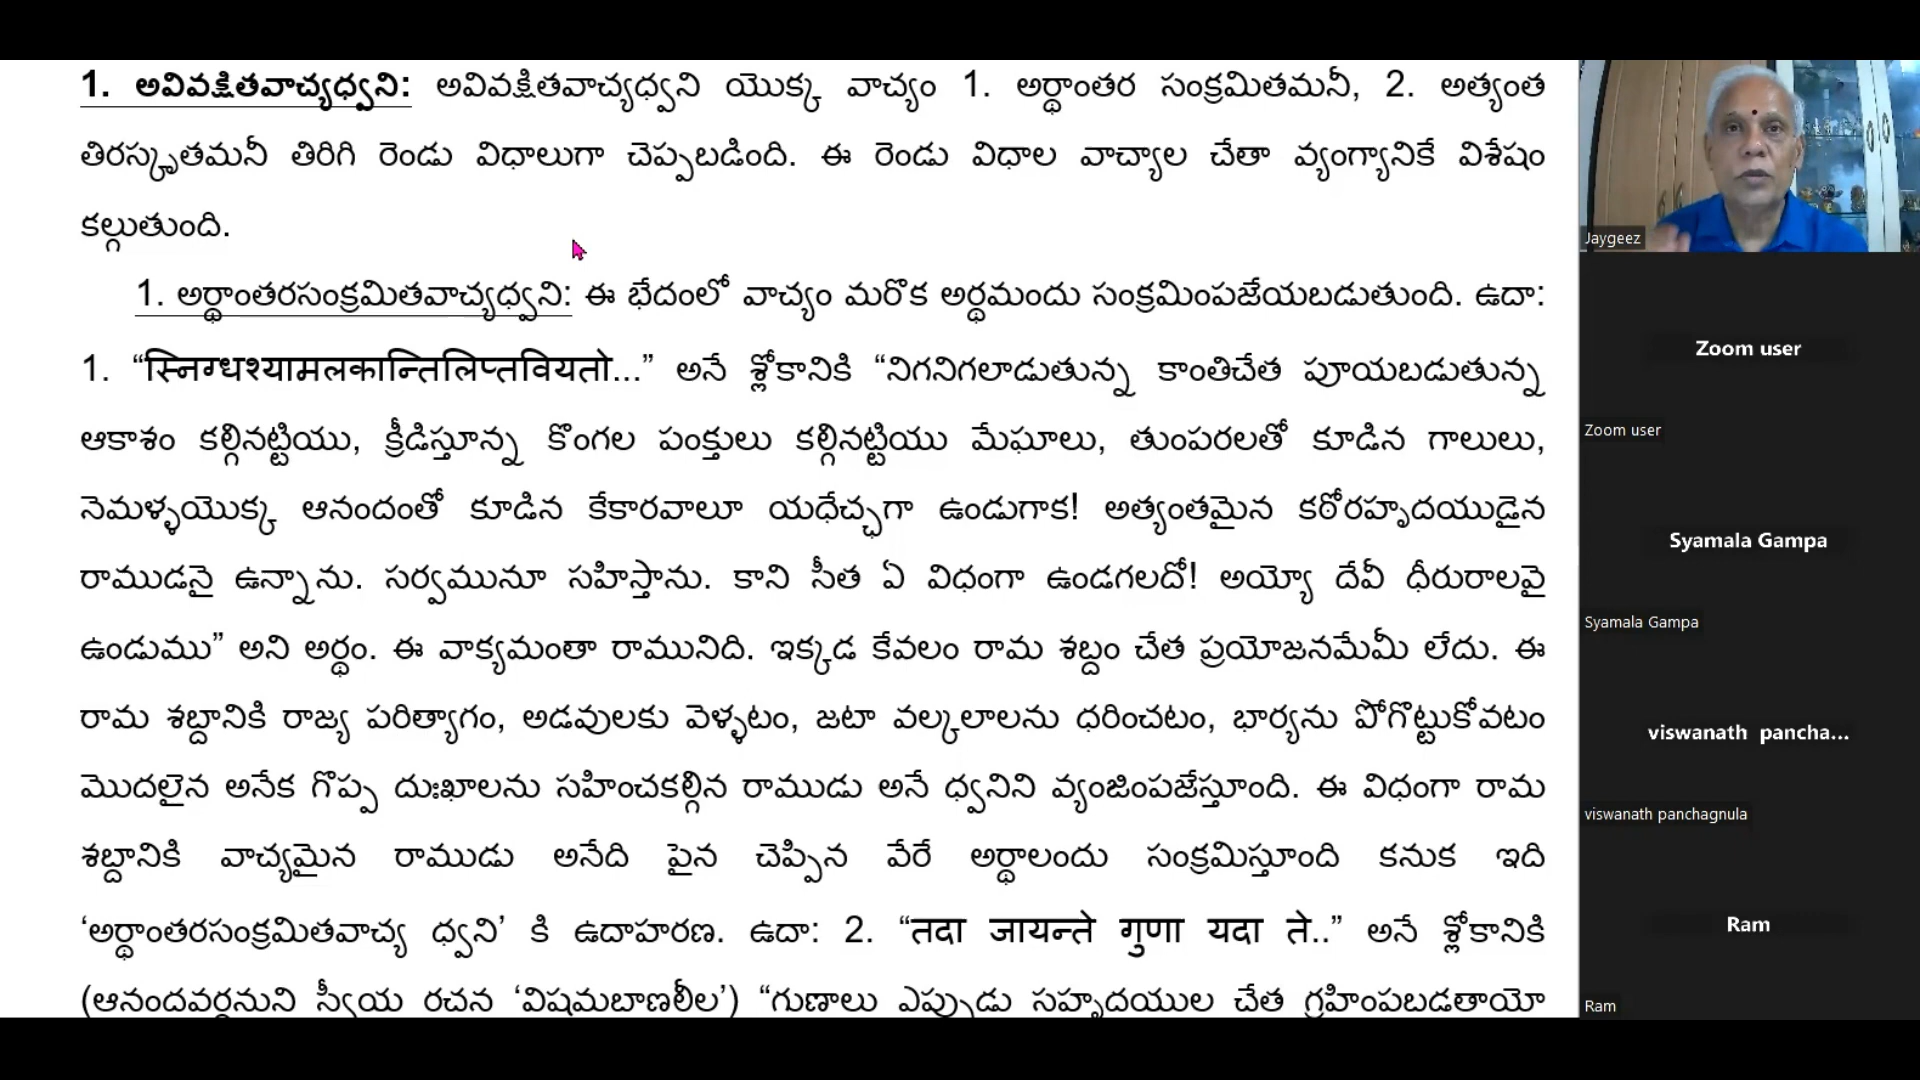 1. అవివక్షితవాచ్యధ్వని: అవివక్షితవాచ్యధ్వని యొక్క వాచ్యం 1. అర్థాంతర సంక్రమితమనీ, 2. అత్యంత
తిరస్కృతమనీ తిరిగి రెండు విధాలుగా చెప్పబడింది. ఈ రెండు విధాల వాచ్యాల చేతా వ్యంగ్యానికే విశేషం
కల్గుతుంది.
1. అర్థాంతరసంక్రమితవాచ్యధ్వని: ఈ భేదంలో వాచ్యం మరొక అర్థమందు సంక్రమింపజేయబడుతుంది. ఉదా:
1. “स्निग्धश्यामलकान्तिलिप्तवियतो...” అనే శ్లోకానికి “నిగనిగలాడుతున్న కాంతిచేత పూయబడుతున్న
ఆకాశం కల్గినట్టియు, క్రీడిస్తూన్న కొంగల పంక్తులు కల్గినట్టియు మేఘాలు, తుంపరలతో కూడిన గాలులు,
నెమళ్ళయొక్క ఆనందంతో కూడిన కేకారవాలూ యధేచ్ఛగా ఉండుగాక! అత్యంతమైన కఠోరహృదయుడైన
రాముడనై ఉన్నాను. సర్వమునూ సహిస్తాను. కాని సీత ఏ విధంగా ఉండగలదో! అయ్యో దేవీ ధీరురాలవై
ఉండుము” అని అర్థం. ఈ వాక్యమంతా రామునిది. ఇక్కడ కేవలం రామ శబ్దం చేత ప్రయోజనమేమీ లేదు. ఈ
రామ శబ్దానికి రాజ్య పరిత్యాగం, అడవులకు వెళ్ళటం, జటా వల్కలాలను ధరించటం, భార్యను పోగొట్టుకోవటం
మొదలైన అనేక గొప్ప దుఃఖాలను సహించకల్గిన రాముడు అనే ధ్వనిని వ్యంజింపజేస్తూంది. ఈ విధంగా రామ
శబ్దానికి వాచ్యమైన రాముడు అనేది పైన చెప్పిన వేరే అర్థాలందు సంక్రమిస్తూంది కనుక ఇది
‘అర్థాంతరసంక్రమితవాచ్య ధ్వని’ కి ఉదాహరణ. ఉదా: 2. “तदा जायन्ते गुणा यदा ते..” అనే శ్లోకానికి
(ఆనందవర్ధనుని స్వీయ రచన ‘విషమబాణలీల’) “గుణాలు ఎప్పుడు సహృదయుల చేత గ్రహింపబడతాయో
Jaygeez
Zoom user
Zoom user
Syamala Gampa
Syamala Gampa
viswanath pancha...
viswanath panchagnula
Ram
Ram